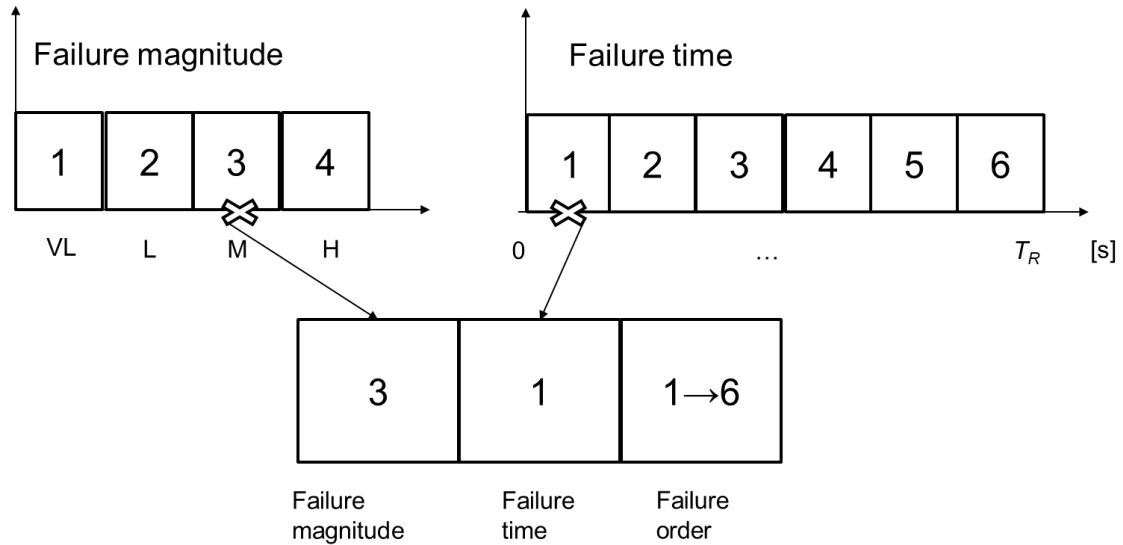 Failure magnitude
1 2 3 4
VL L M H
Failure time
1 2 3 4 5 6
0 … T_R [s]
3 1 1→6
Failure
magnitude
Failure
time
Failure
order